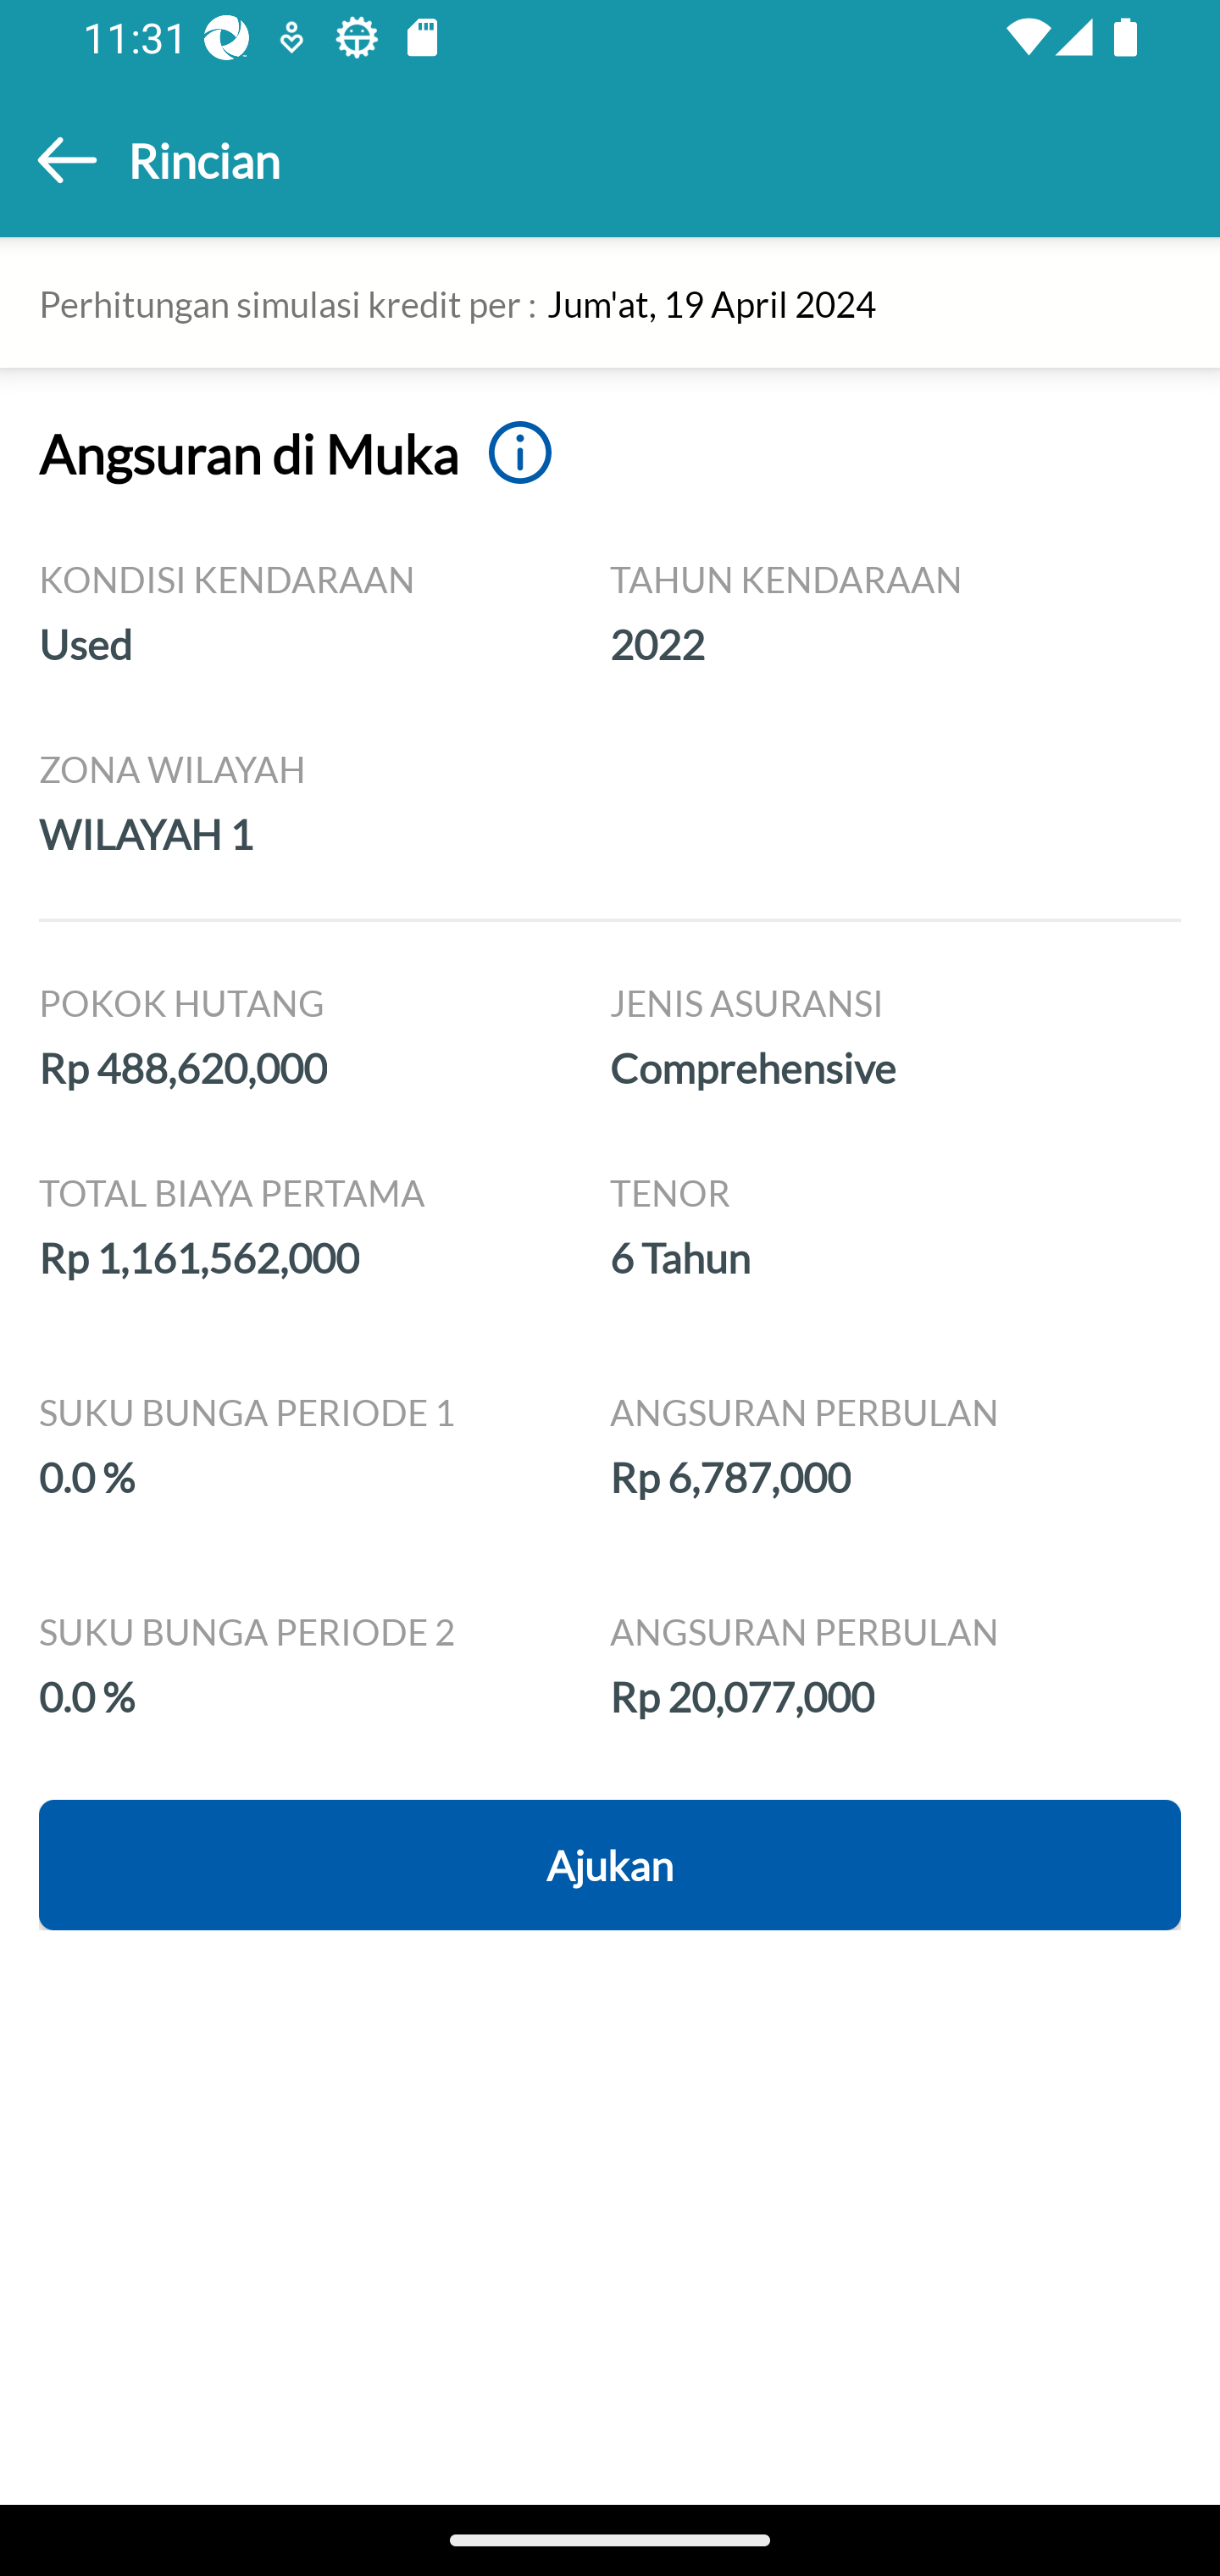 11:31
Rincian
Perhitungan simulasi kredit per : Jum'at, 19 April 2024
Angsuran di Muka
KONDISI KENDARAAN
Used
TAHUN KENDARAAN
2022
ZONA WILAYAH
WILAYAH 1
POKOK HUTANG
Rp 488,620,000
JENIS ASURANSI
Comprehensive
TOTAL BIAYA PERTAMA
Rp 1,161,562,000
TENOR
6 Tahun
SUKU BUNGA PERIODE 1
0.0 %
ANGSURAN PERBULAN
Rp 6,787,000
SUKU BUNGA PERIODE 2
0.0 %
ANGSURAN PERBULAN
Rp 20,077,000
Ajukan